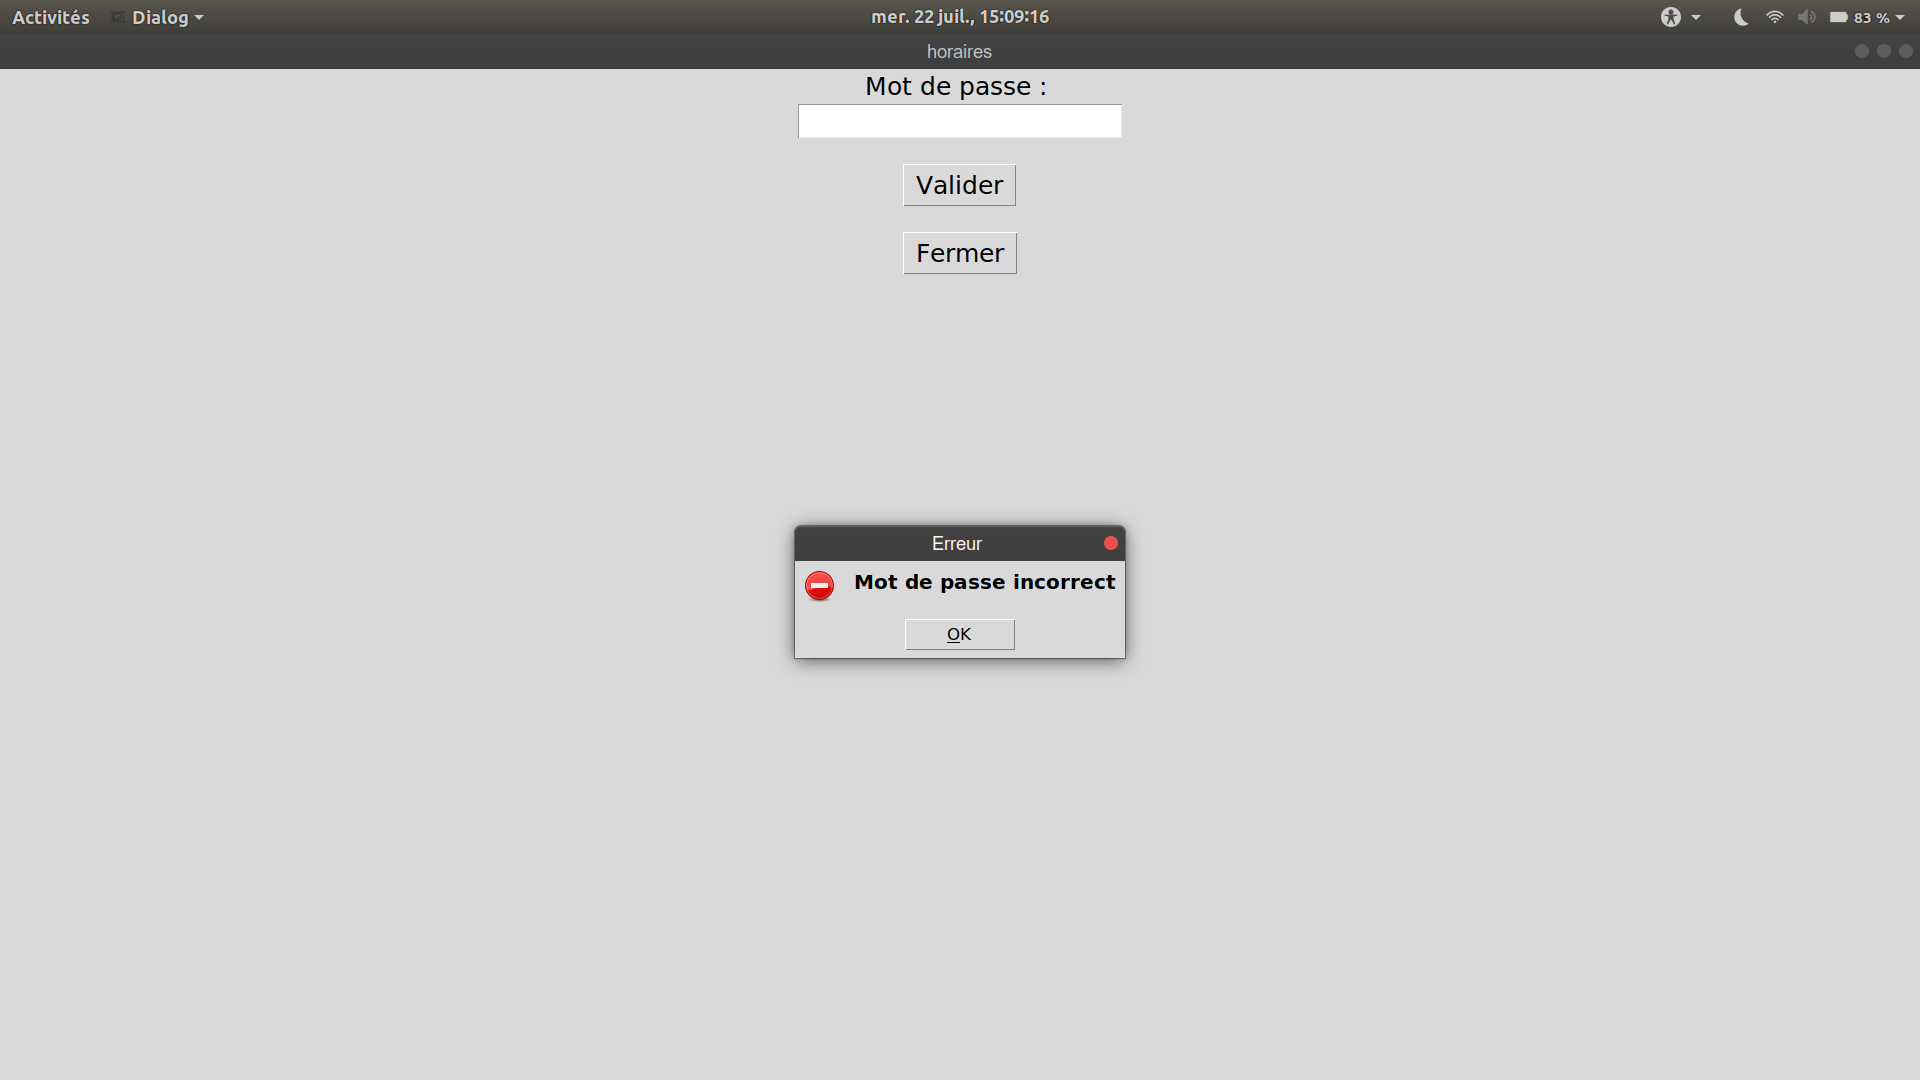 Activités Dialog mer. 22 juil., 15:09:16 83 %
horaires
Mot de passe :
Valider
Fermer
Erreur
Mot de passe incorrect
OK